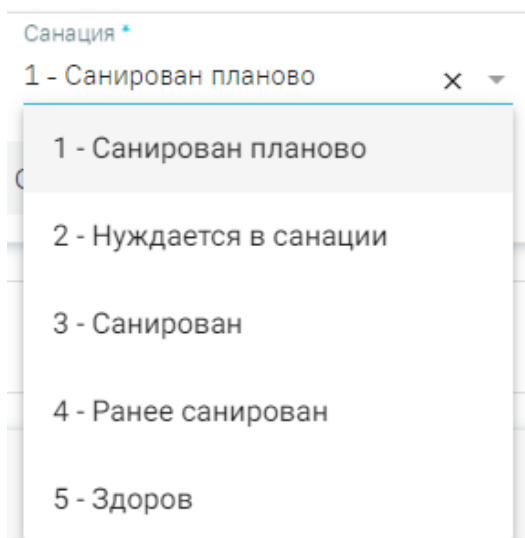 Санация *
1 - Санирован планово
1 - Санирован планово
2 - Нуждается в санации
3 - Санирован
4 - Ранее санирован
5 - Здоров